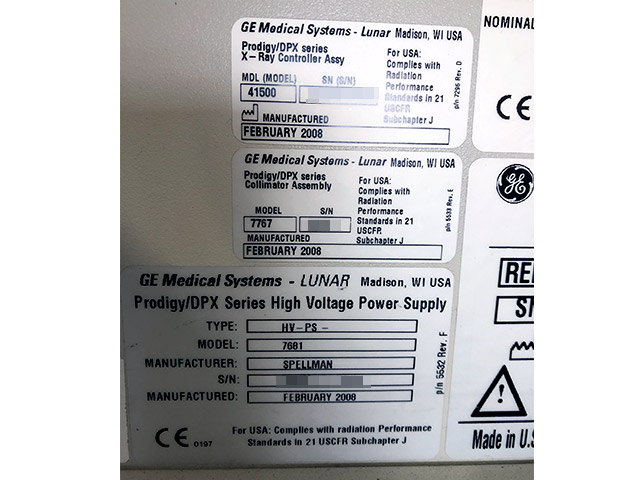 GE Medical Systems - Lunar Madison, WI USA
Prodigy/DPX series
X-Ray Controller Assy
MDL (MODEL) SN (S/N)
41500
MANUFACTURED
FEBRUARY 2008
For USA:
Complies with
Radiation
Performance
Standards in 21
USCFR
Subchapter J
p/n 7295 Rev. D
GE Medical Systems - Lunar Madison, WI USA
Prodigy/DPX series
Collimator Assembly
MODEL S/N
7767
MANUFACTURED
FEBRUARY 2008
For USA:
Complies with
Radiation
Performance
Standards in 21
USCFR.
Subchapter J
p/n 5533 Rev. E
GE Medical Systems - LUNAR Madison, WI USA
Prodigy/DPX Series High Voltage Power Supply
TYPE: HV-PS -
MODEL: 7681
MANUFACTURER: SPELLMAN
S/N:
MANUFACTURED: FEBRUARY 2008
p/n 5532 Rev. F
CE 0197
For USA: Complies with radiation Performance
Standards in 21 USCFR Subchapter J
NOMINAL
CE
GE
RE
SN
Made in U.S